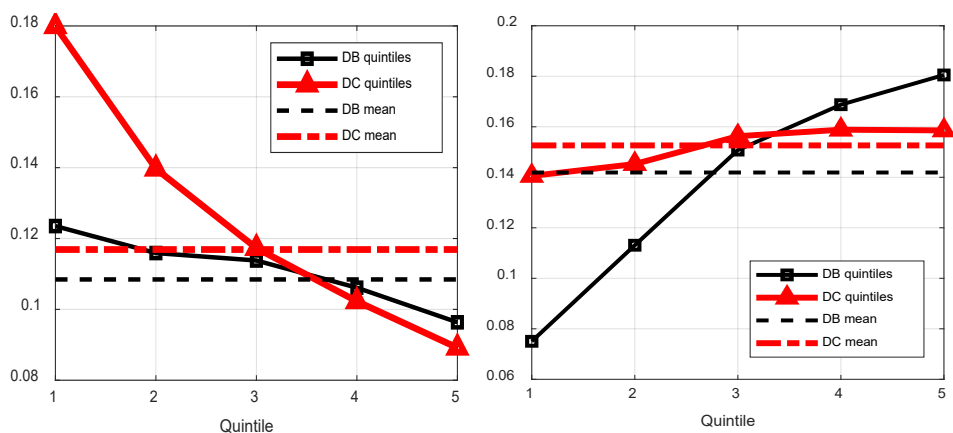 0.18
0.16
0.14
0.12
0.1
0.08
1
2
3
4
5
Quintile
DB quintiles
DC quintiles
DB mean
DC mean
0.2
0.18
0.16
0.14
0.12
0.1
0.08
0.06
1
2
3
4
5
Quintile
DB quintiles
DC quintiles
DB mean
DC mean